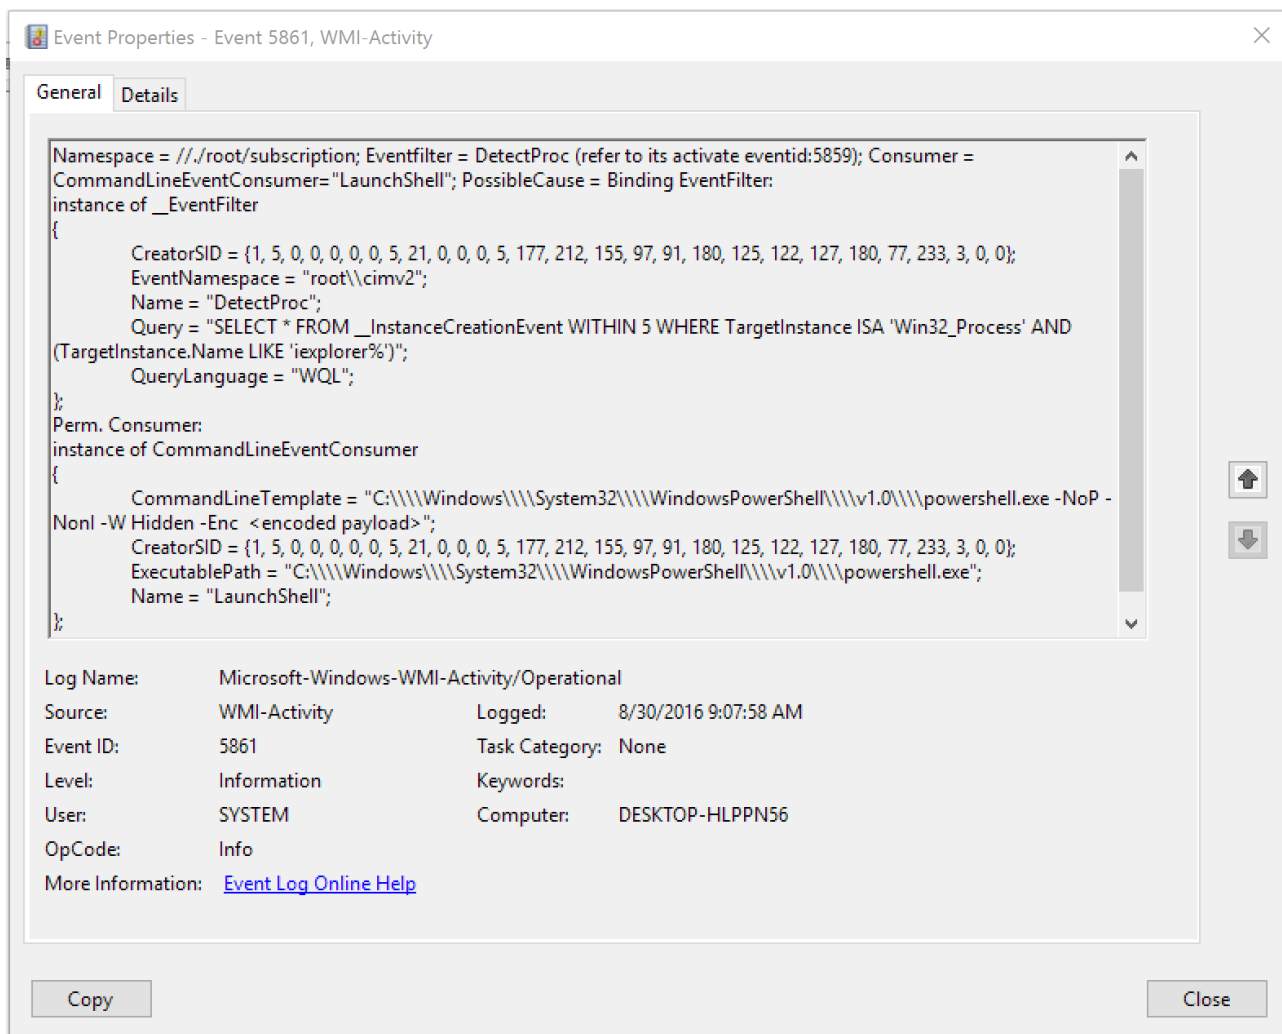 Event Properties - Event 5861, WMI-Activity
General Details
Namespace = //./root/subscription; Eventfilter = DetectProc (refer to its activate eventid:5859); Consumer =
CommandLineEventConsumer="LaunchShell"; PossibleCause = Binding EventFilter:
instance of __EventFilter
{
CreatorSID = {1, 5, 0, 0, 0, 0, 0, 5, 21, 0, 0, 0, 5, 177, 212, 155, 97, 91, 180, 125, 122, 127, 180, 77, 233, 3, 0, 0};
EventNamespace = "root\\cimv2";
Name = "DetectProc";
Query = "SELECT * FROM __InstanceCreationEvent WITHIN 5 WHERE TargetInstance ISA 'Win32_Process' AND
(TargetInstance.Name LIKE 'iexplorer%')";
QueryLanguage = "WQL";
};
Perm. Consumer:
instance of CommandLineEventConsumer
{
CommandLineTemplate = "C:\\\\Windows\\\\System32\\\\WindowsPowerShell\\\\v1.0\\\\powershell.exe -NoP -
NonI -W Hidden -Enc  <encoded payload>";
CreatorSID = {1, 5, 0, 0, 0, 0, 0, 5, 21, 0, 0, 0, 5, 177, 212, 155, 97, 91, 180, 125, 122, 127, 180, 77, 233, 3, 0, 0};
ExecutablePath = "C:\\\\Windows\\\\System32\\\\WindowsPowerShell\\\\v1.0\\\\powershell.exe";
Name = "LaunchShell";
};
Log Name: Microsoft-Windows-WMI-Activity/Operational
Source: WMI-Activity Logged: 8/30/2016 9:07:58 AM
Event ID: 5861 Task Category: None
Level: Information Keywords:
User: SYSTEM Computer: DESKTOP-HLPPN56
OpCode: Info
More Information: Event Log Online Help
Copy Close